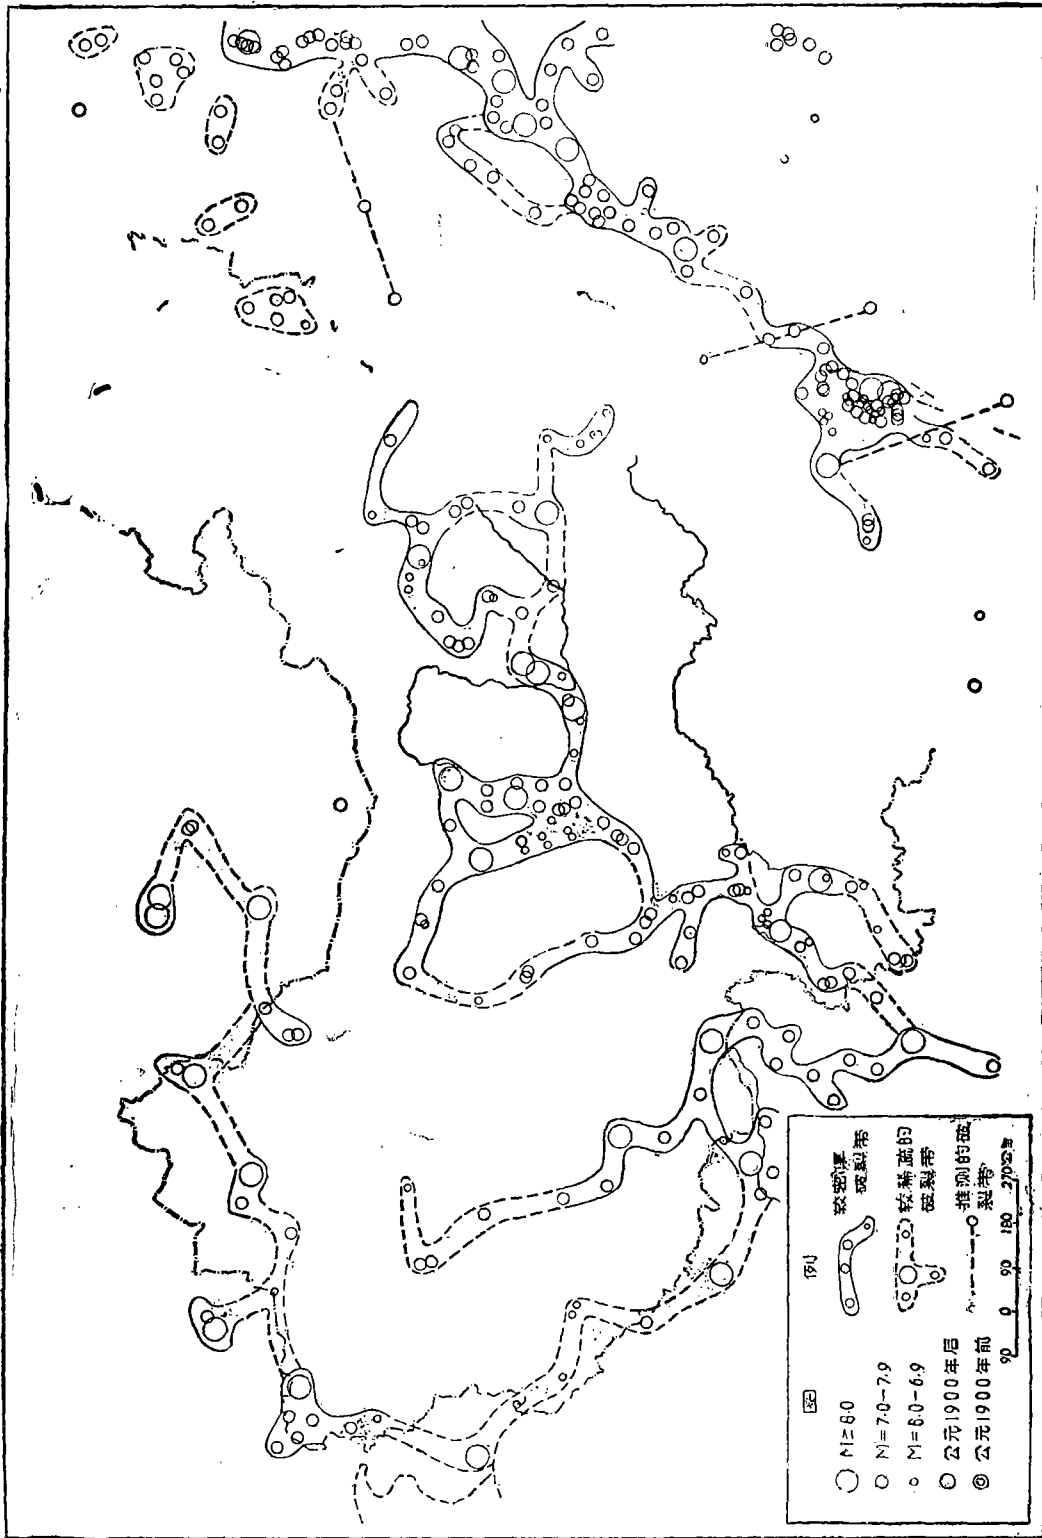 图 例
M≥8.0
M=7.0-7.9
M=6.0-6.9
公元1900年后
公元1900年前
较密集
破裂带
较稀疏的
破裂带
推测的破
裂带
90 0 90 180 270公里